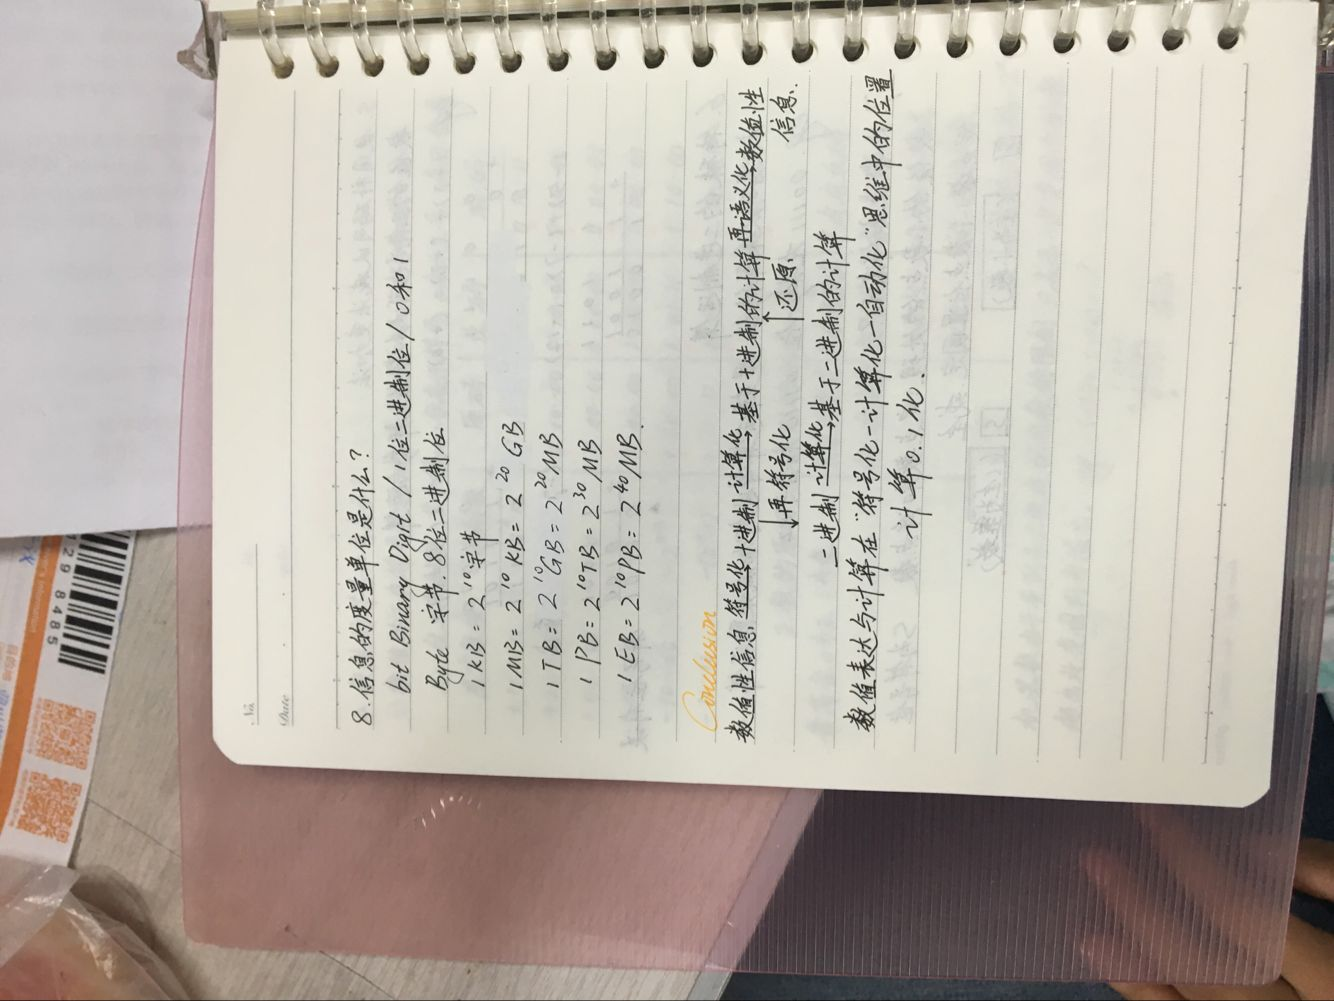 No.
Date
8.信息的度量单位是什么?
bit Binary Digit / 1位二进制位 / 0和1
Byte 字节. 8位二进制位
1KB = 2^10字节
1MB = 2^10 KB = 2^20 GB
1TB = 2^10 GB = 2^20 MB
1PB = 2^10 TB = 2^30 MB
1EB = 2^10 PB = 2^40 MB.
Conclusion
数值性信息 符号化→ 十进制 计算化→ 基于十进制的计算 再语义化→ 数值性
↓再符号化 ↑还原. 信息.
二进制 计算化→ 基于二进制的计算
数值表达与计算在“符号化-计算化-自动化”思维中的位置
计算0.1化.
129 8485